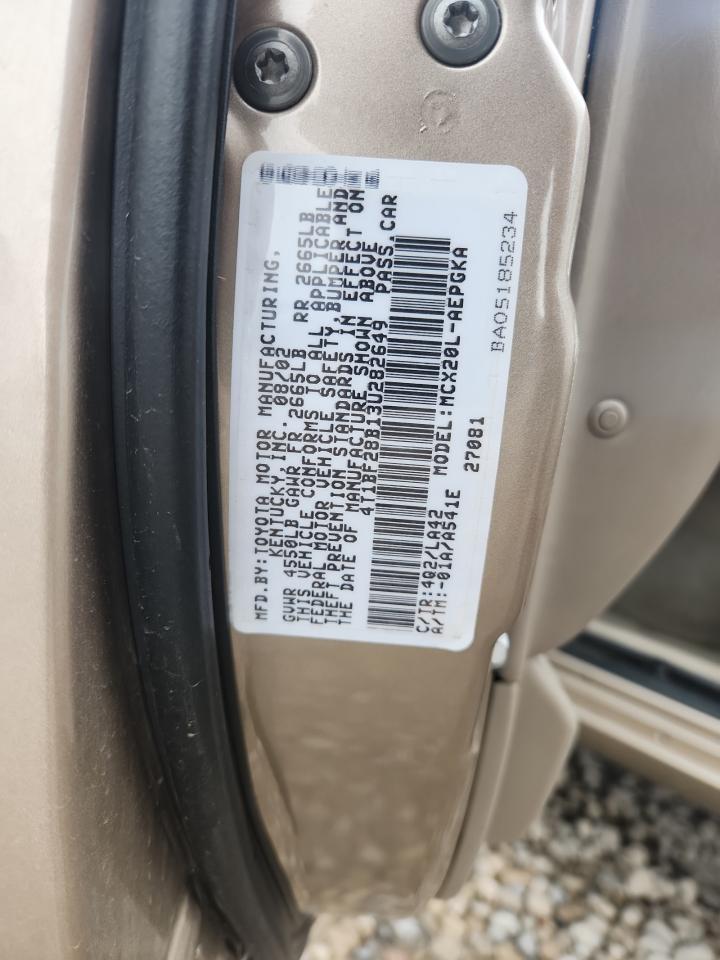 MFD.BY:TOYOTA MOTOR MANUFACTURING,
KENTUCKY,INC. 08/02
GVWR 4550LB GAWR FR 2665LB RR 2665LB
THIS VEHICLE CONFORMS TO ALL APPLICABLE
FEDERAL MOTOR VEHICLE SAFETY,BUMPER AND
THEFT PREVENTION STANDARDS IN EFFECT ON
THE DATE OF MANUFACTURE SHOWN ABOVE
4T1BF28B13U282649 PASS.CAR
C/TR:4Q2/LA42 MODEL:MCX20L-AEPGKA
A/TM:-01A/A541E 27081
BA05185234